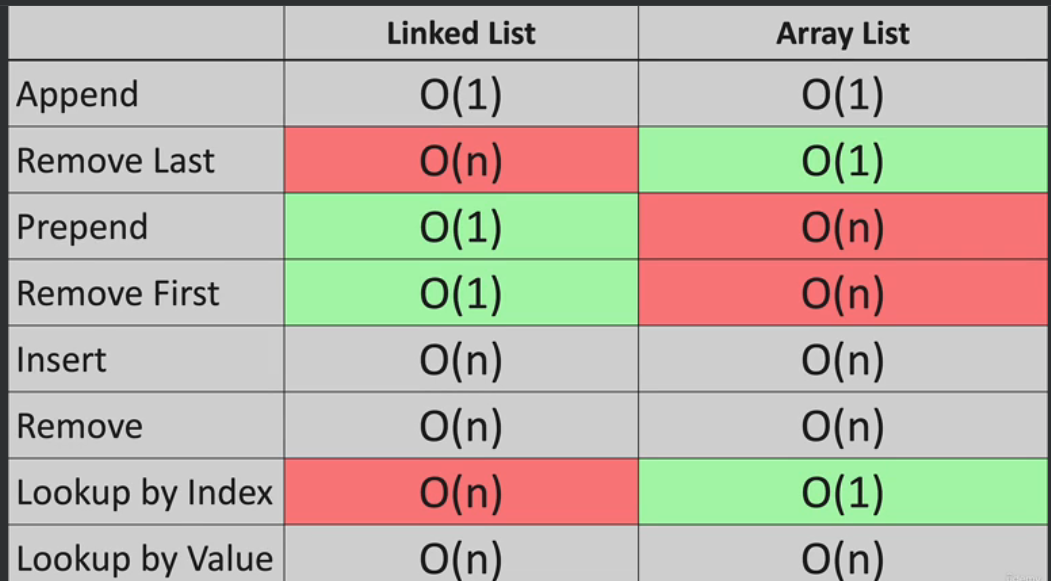 Linked List Array List
Append O(1) O(1)
Remove Last O(n) O(1)
Prepend O(1) O(n)
Remove First O(1) O(n)
Insert O(n) O(n)
Remove O(n) O(n)
Lookup by Index O(n) O(1)
Lookup by Value O(n) O(n)